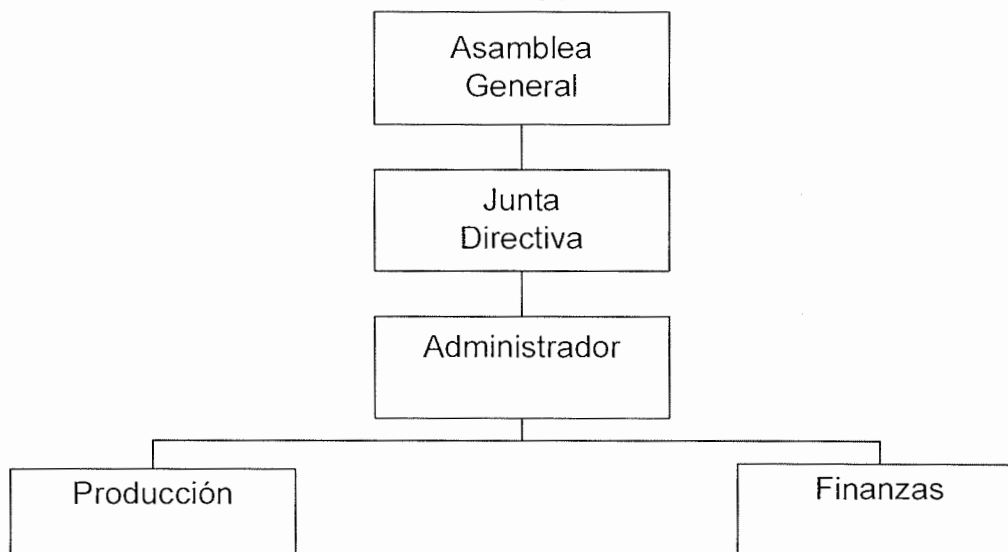 Asamblea
General
Junta
Directiva
Administrador
Producción
Finanzas